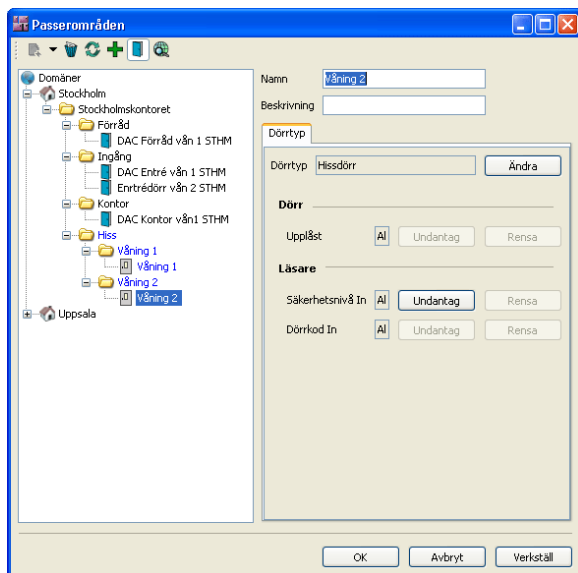 Passerområden
Domäner
Stockholm
Stockholmskontoret
Förråd
DAC Förråd vån 1 STHM
Ingång
DAC Entré vån 1 STHM
Enrtrédörr vån 2 STHM
Kontor
DAC Kontor vån1 STHM
Hiss
Våning 1
Våning 1
Våning 2
Våning 2
Uppsala
Namn Våning 2
Beskrivning
Dörrtyp
Dörrtyp Hissdörr Ändra
Dörr
Upplåst Al Undantag Rensa
Läsare
Säkerhetsnivå In Al Undantag Rensa
Dörrkod In Al Undantag Rensa
OK Avbryt Verkställ